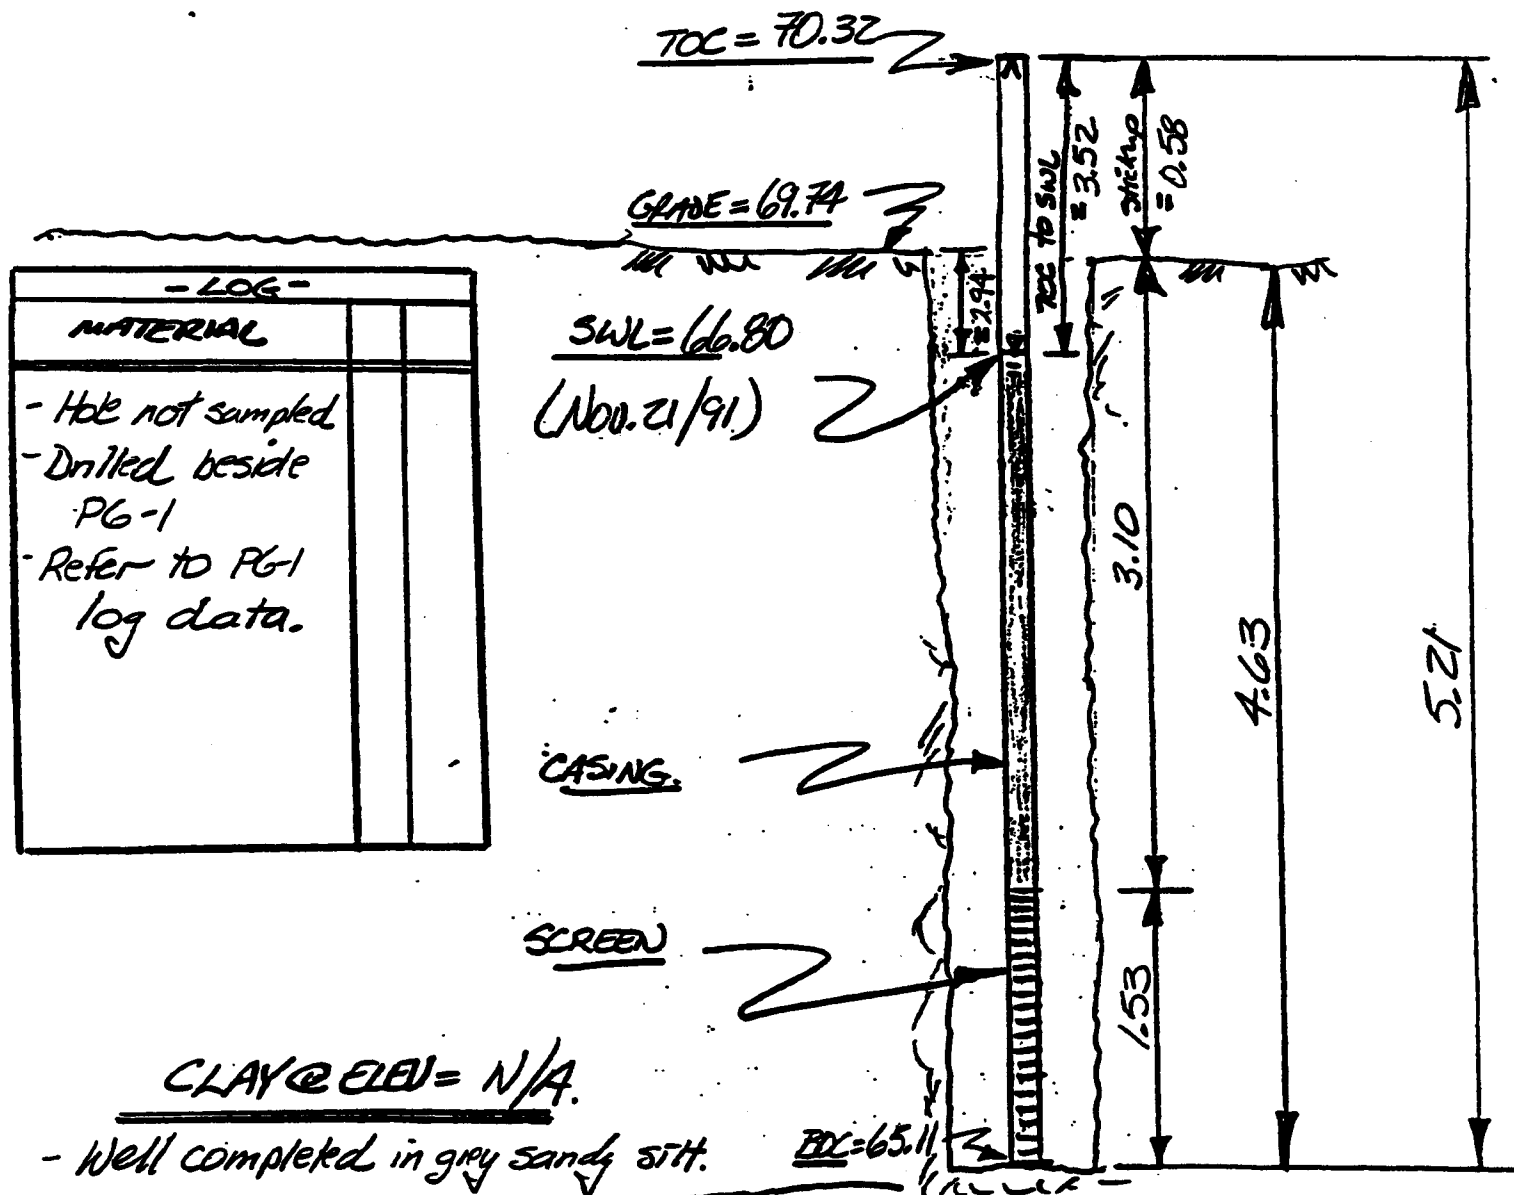 TOC = 70.32
GRADE = 69.74
TOC to SWL
= 3.52
Stickup
= 0.58
= 2.94
- LOG -
MATERIAL
- Hole not sampled
- Drilled beside
PG-1
- Refer to PG-1
log data.
SWL = 66.80
(Nov. 21/91)
3.10
4.63
5.21
CASING.
SCREEN
1.53
CLAY @ ELEV = N/A.
- Well completed in grey sandy silt.
BOC = 65.11